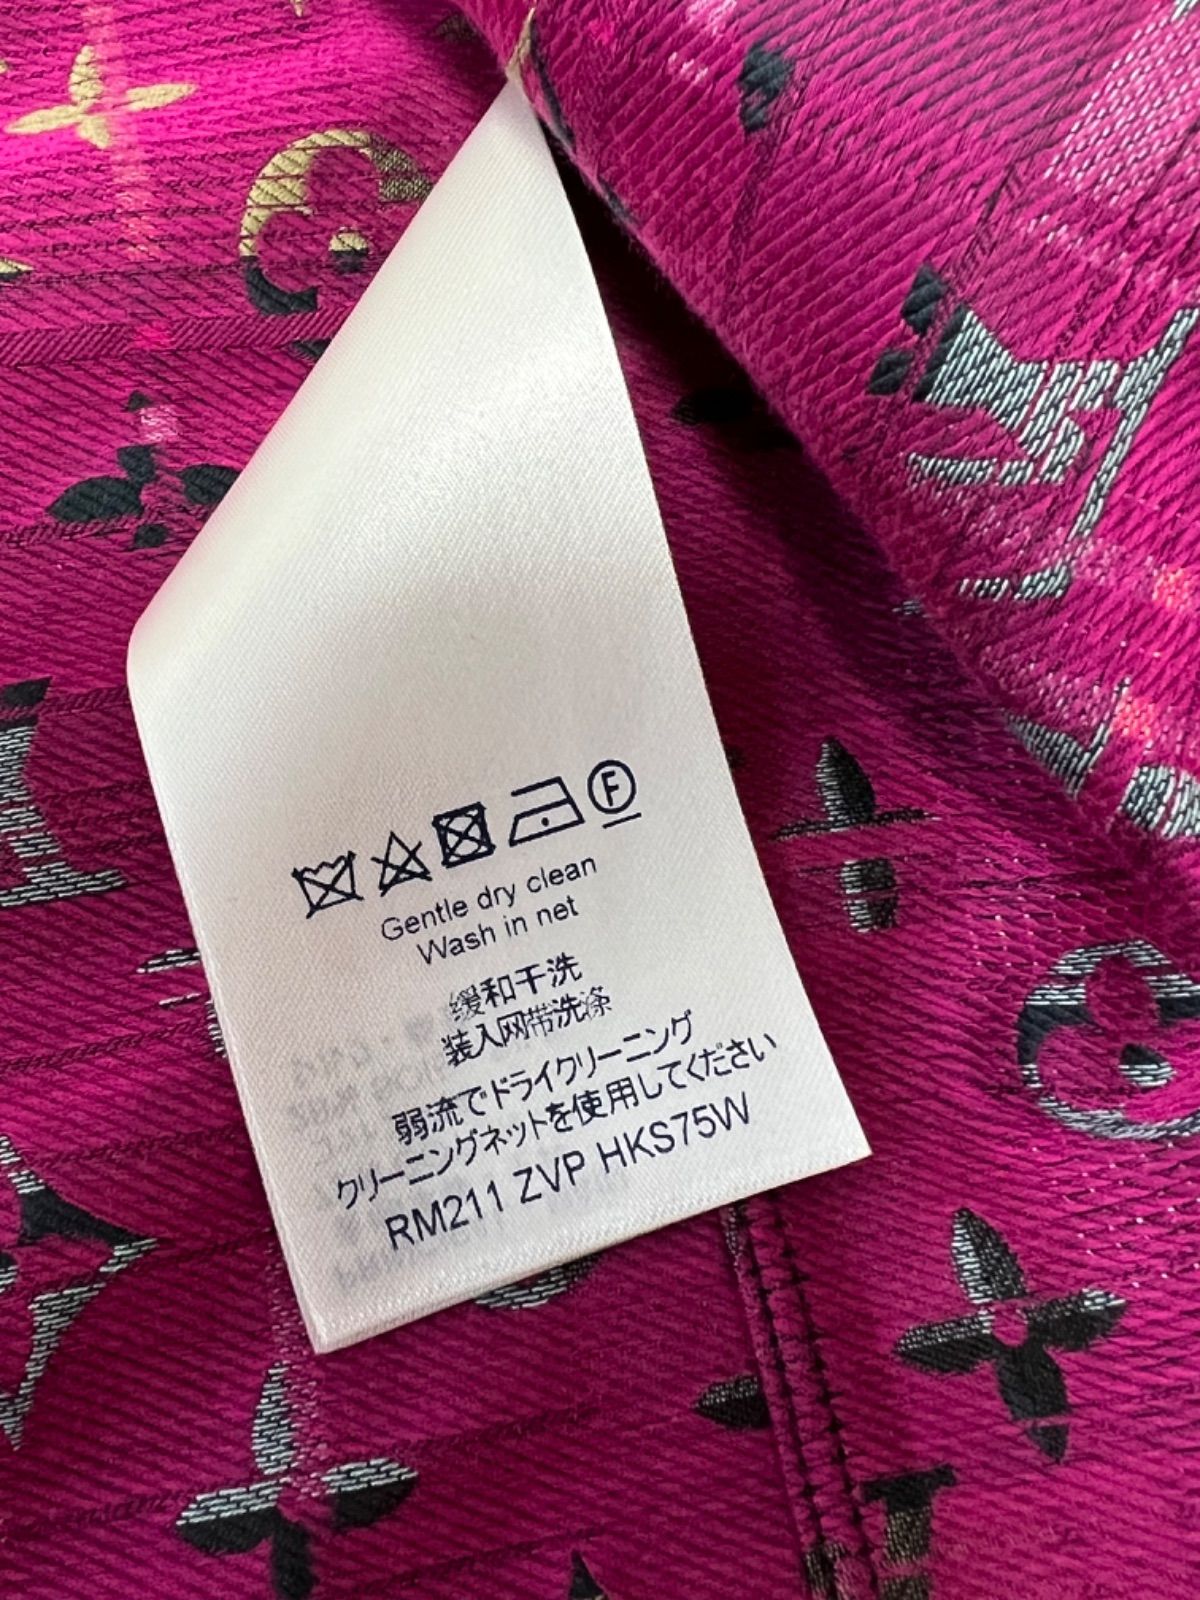 F
Gentle dry clean
Wash in net
缓和干洗
装入网带洗涤
弱流でドライクリーニング
クリーニングネットを使用してください
RM211 ZVP HKS75W